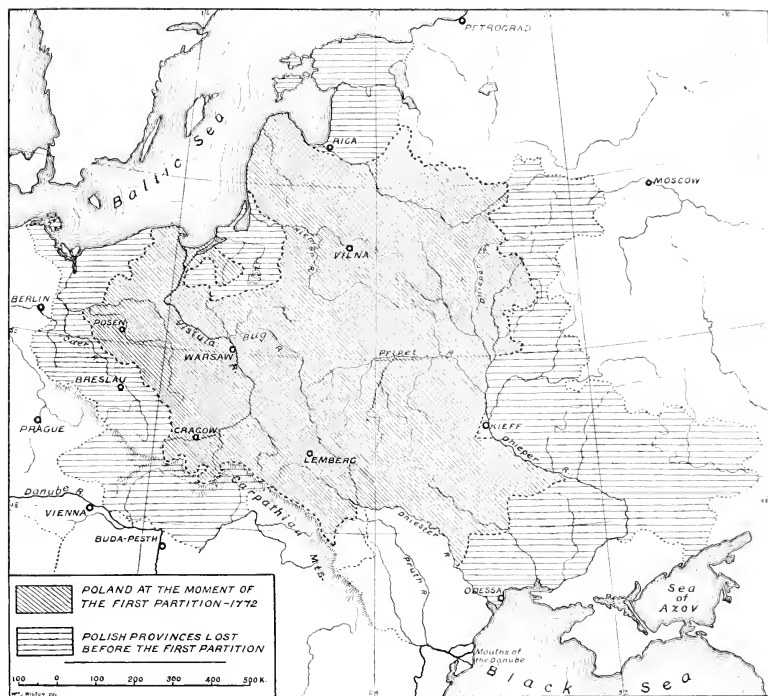 PETROGRAD
RIGA
MOSCOW
Baltic Sea
VILNA
Niemen R.
Dnieper R.
BERLIN
POSEN
Oder R.
Vistula R.
WARSAW
Bug R.
Pripet R.
BRESLAU
PRAGUE
CRACOW
LEMBERG
KIEFF
Dnieper R.
Danube R.
VIENNA
BUDA-PESTH
Carpathian Mts.
Dniester R.
Pruth R.
ODESSA
Sea of Azov
Mouths of
the Danube
Black Sea
POLAND AT THE MOMENT OF
THE FIRST PARTITION-1772
POLISH PROVINCES LOST
BEFORE THE FIRST PARTITION
100 0 100 200 300 400 500 K.